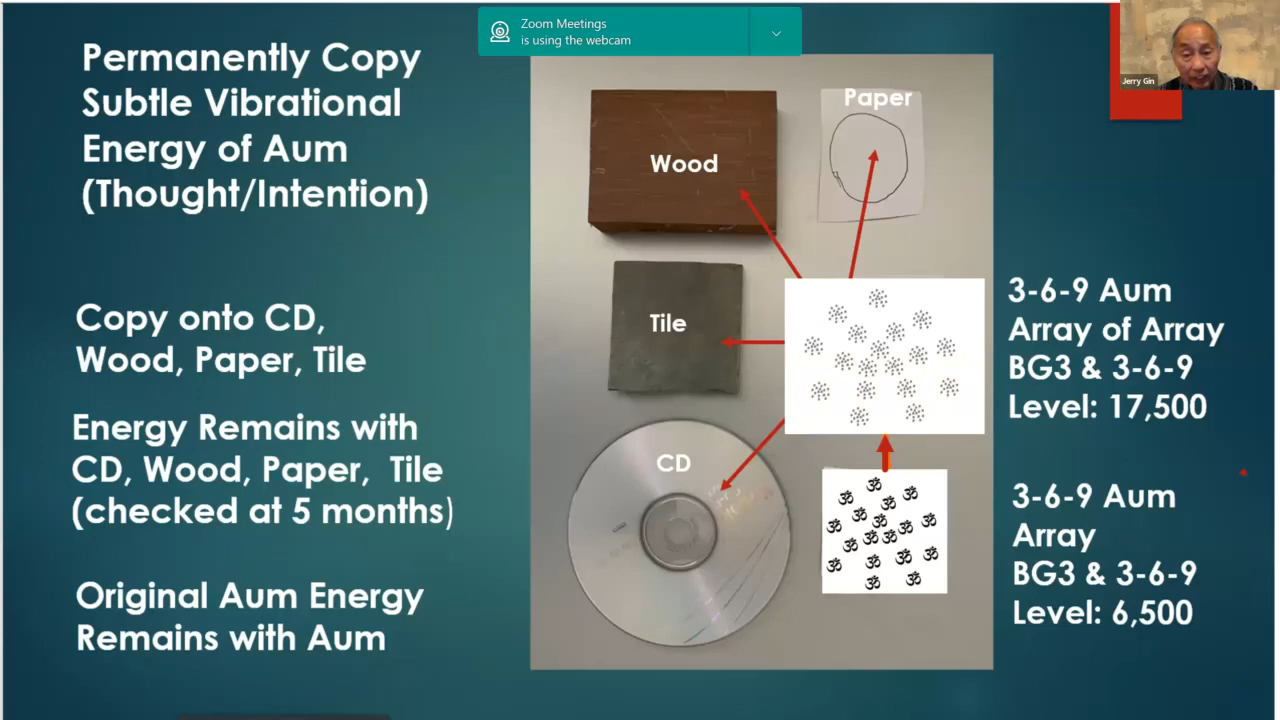 Zoom Meetings
is using the webcam
Jerry Gin
Permanently Copy
Subtle Vibrational
Energy of Aum
(Thought/Intention)
Copy onto CD,
Wood, Paper, Tile
Energy Remains with
CD, Wood, Paper, Tile
(checked at 5 months)
Original Aum Energy
Remains with Aum
Wood
Paper
Tile
CD
ॐ
ॐ ॐ
ॐ ॐ
ॐ ॐ ॐ ॐ
ॐ ॐ ॐ
ॐ ॐ ॐ ॐ
ॐ ॐ
3-6-9 Aum
Array of Array
BG3 & 3-6-9
Level: 17,500
3-6-9 Aum
Array
BG3 & 3-6-9
Level: 6,500